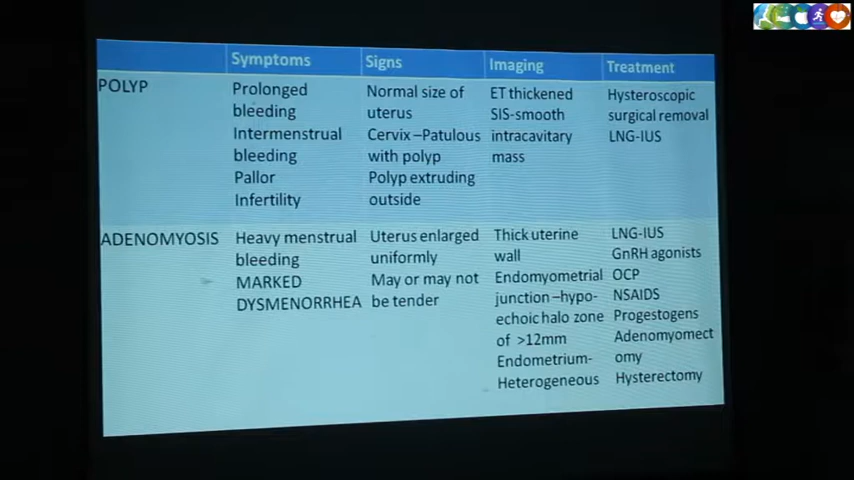 Symptoms
Signs
Imaging
Treatment
POLYP
Prolonged
bleeding
Intermenstrual
bleeding
Pallor
Infertility
Normal size of
uterus
Cervix –Patulous
with polyp
Polyp extruding
outside
ET thickened
SIS-smooth
intracavitary
mass
Hysteroscopic
surgical removal
LNG-IUS
ADENOMYOSIS
Heavy menstrual
bleeding
MARKED
DYSMENORRHEA
Uterus enlarged
uniformly
May or may not
be tender
Thick uterine
wall
Endomyometrial
junction –hypo-
echoic halo zone
of >12mm
Endometrium-
Heterogeneous
LNG-IUS
GnRH agonists
OCP
NSAIDS
Progestogens
Adenomyomect
omy
Hysterectomy